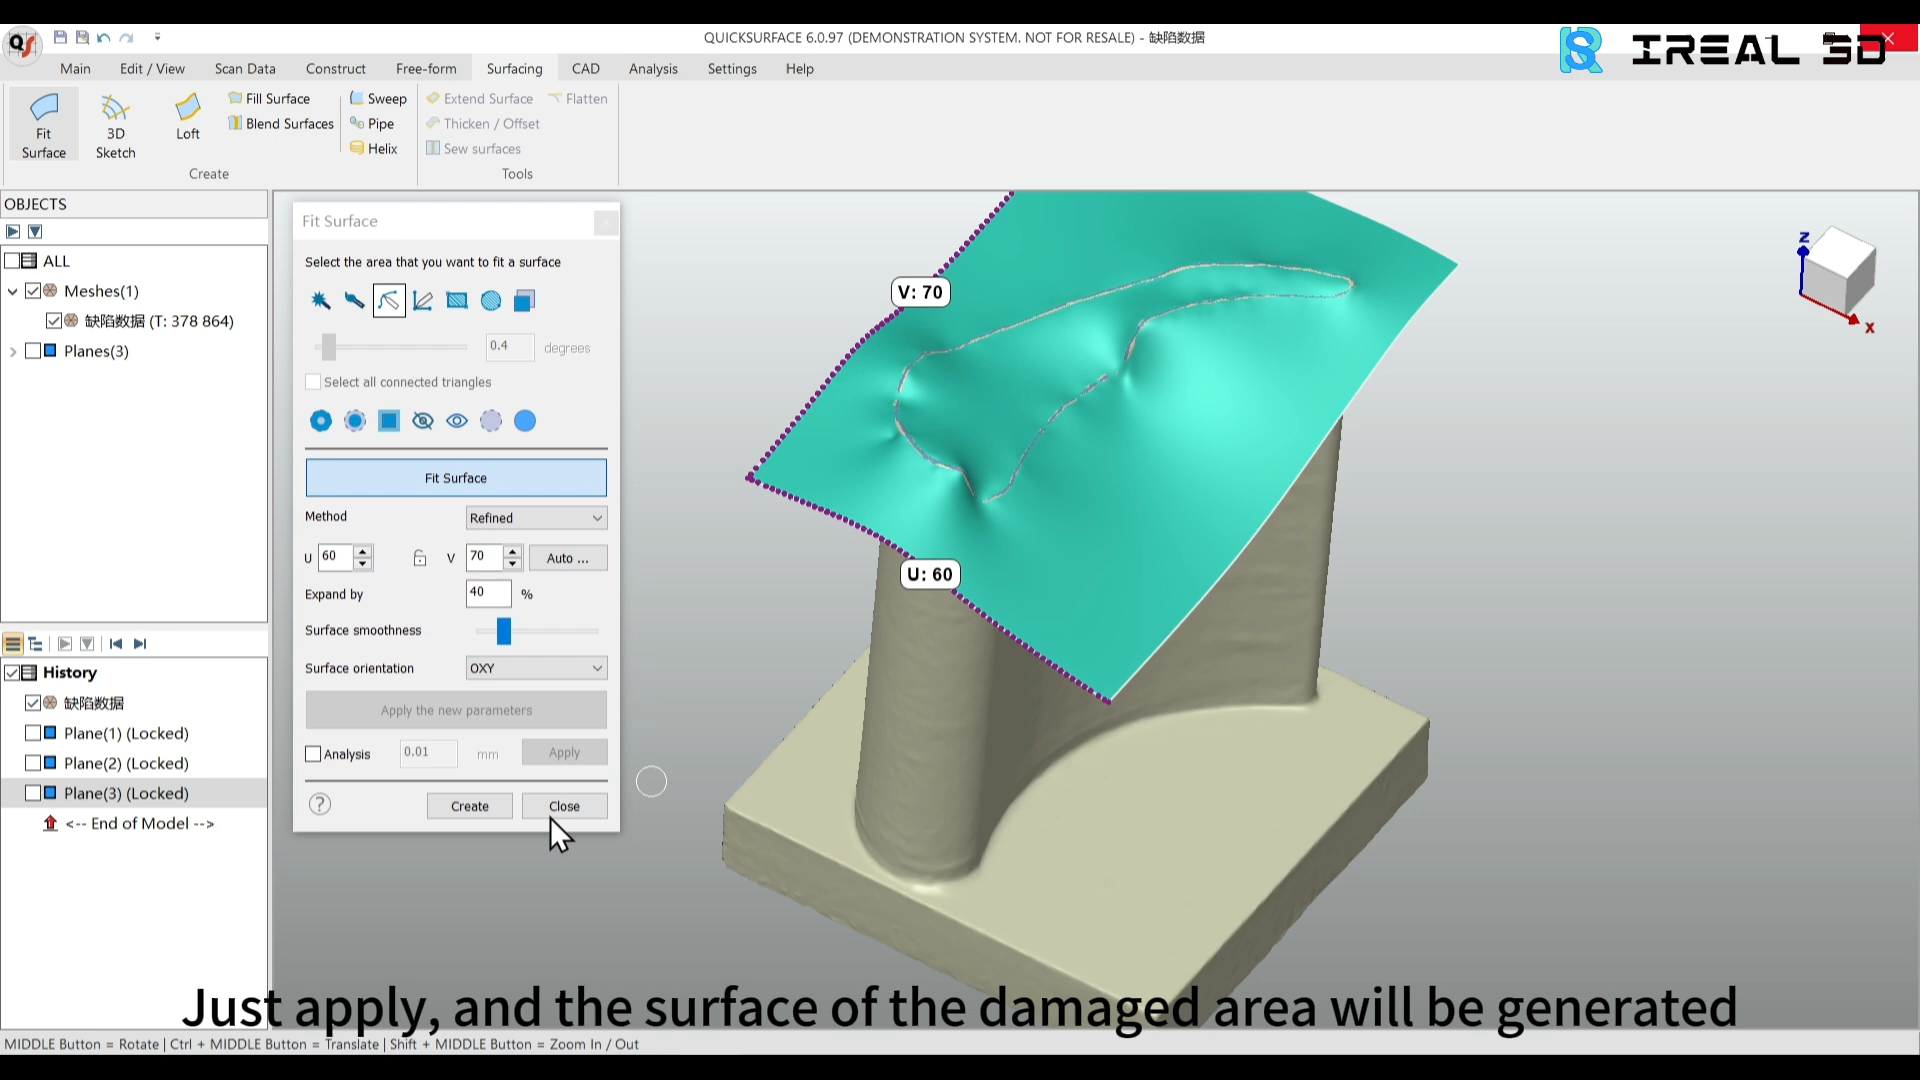 QUICKSURFACE 6.0.97 (DEMONSTRATION SYSTEM. NOT FOR RESALE) - 缺陷数据
IREAL 3D
Main Edit / View Scan Data Construct Free-form Surfacing CAD Analysis Settings Help
Fit Surface
3D Sketch
Loft
Fill Surface
Blend Surfaces
Sweep
Pipe
Helix
Create
Extend Surface
Flatten
Thicken / Offset
Sew surfaces
Tools
OBJECTS
ALL
Meshes(1)
缺陷数据 (T: 378 864)
Planes(3)
History
缺陷数据
Plane(1) (Locked)
Plane(2) (Locked)
Plane(3) (Locked)
<-- End of Model -->
Fit Surface
Select the area that you want to fit a surface
0.4 degrees
Select all connected triangles
Fit Surface
Method Refined
U 60 V 70 Auto ...
Expand by 40 %
Surface smoothness
Surface orientation OXY
Apply the new parameters
Analysis 0.01 mm Apply
? Create Close
V: 70
U: 60
Z
X
Just apply, and the surface of the damaged area will be generated
MIDDLE Button = Rotate | Ctrl + MIDDLE Button = Translate | Shift + MIDDLE Button = Zoom In / Out